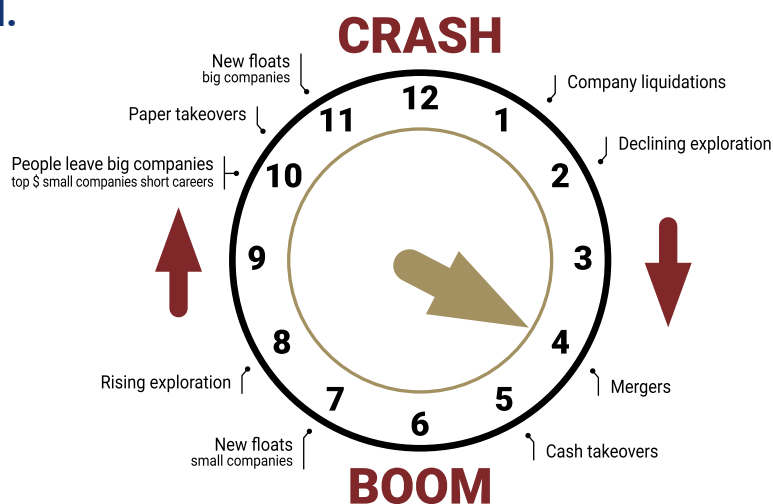 .
CRASH
New floats
big companies
Company liquidations
Paper takeovers
Declining exploration
People leave big companies
top $ small companies short careers
12
1
2
3
4
5
6
7
8
9
10
11
Rising exploration
Mergers
New floats
small companies
Cash takeovers
BOOM